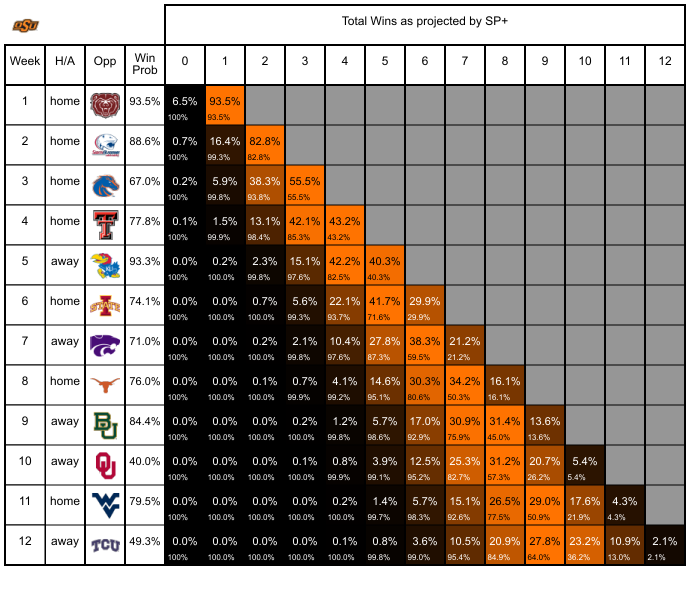 OSU
Total Wins as projected by SP+
Week H/A Opp Win Prob 0 1 2 3 4 5 6 7 8 9 10 11 12
1 home 93.5% 6.5% 93.5%
100% 93.5%
2 home 88.6% 0.7% 16.4% 82.8%
100% 99.3% 82.8%
3 home 67.0% 0.2% 5.9% 38.3% 55.5%
100% 99.8% 93.8% 55.5%
4 home 77.8% 0.1% 1.5% 13.1% 42.1% 43.2%
100% 99.9% 98.4% 85.3% 43.2%
5 away KU 93.3% 0.0% 0.2% 2.3% 15.1% 42.2% 40.3%
100% 100.0% 99.8% 97.6% 82.5% 40.3%
6 home STATE 74.1% 0.0% 0.0% 0.7% 5.6% 22.1% 41.7% 29.9%
100% 100.0% 100.0% 99.3% 93.7% 71.6% 29.9%
7 away 71.0% 0.0% 0.0% 0.2% 2.1% 10.4% 27.8% 38.3% 21.2%
100% 100.0% 100.0% 99.8% 97.6% 87.3% 59.5% 21.2%
8 home 76.0% 0.0% 0.0% 0.1% 0.7% 4.1% 14.6% 30.3% 34.2% 16.1%
100% 100.0% 100.0% 99.9% 99.2% 95.1% 80.6% 50.3% 16.1%
9 away BU 84.4% 0.0% 0.0% 0.0% 0.2% 1.2% 5.7% 17.0% 30.9% 31.4% 13.6%
100% 100.0% 100.0% 100.0% 99.8% 98.6% 92.9% 75.9% 45.0% 13.6%
10 away OU 40.0% 0.0% 0.0% 0.0% 0.1% 0.8% 3.9% 12.5% 25.3% 31.2% 20.7% 5.4%
100% 100.0% 100.0% 100.0% 99.9% 99.1% 95.2% 82.7% 57.3% 26.2% 5.4%
11 home WV 79.5% 0.0% 0.0% 0.0% 0.0% 0.2% 1.4% 5.7% 15.1% 26.5% 29.0% 17.6% 4.3%
100% 100.0% 100.0% 100.0% 100.0% 99.7% 98.3% 92.6% 77.5% 50.9% 21.9% 4.3%
12 away TCU 49.3% 0.0% 0.0% 0.0% 0.0% 0.1% 0.8% 3.6% 10.5% 20.9% 27.8% 23.2% 10.9% 2.1%
100% 100.0% 100.0% 100.0% 100.0% 99.8% 99.0% 95.4% 84.9% 64.0% 36.2% 13.0% 2.1%